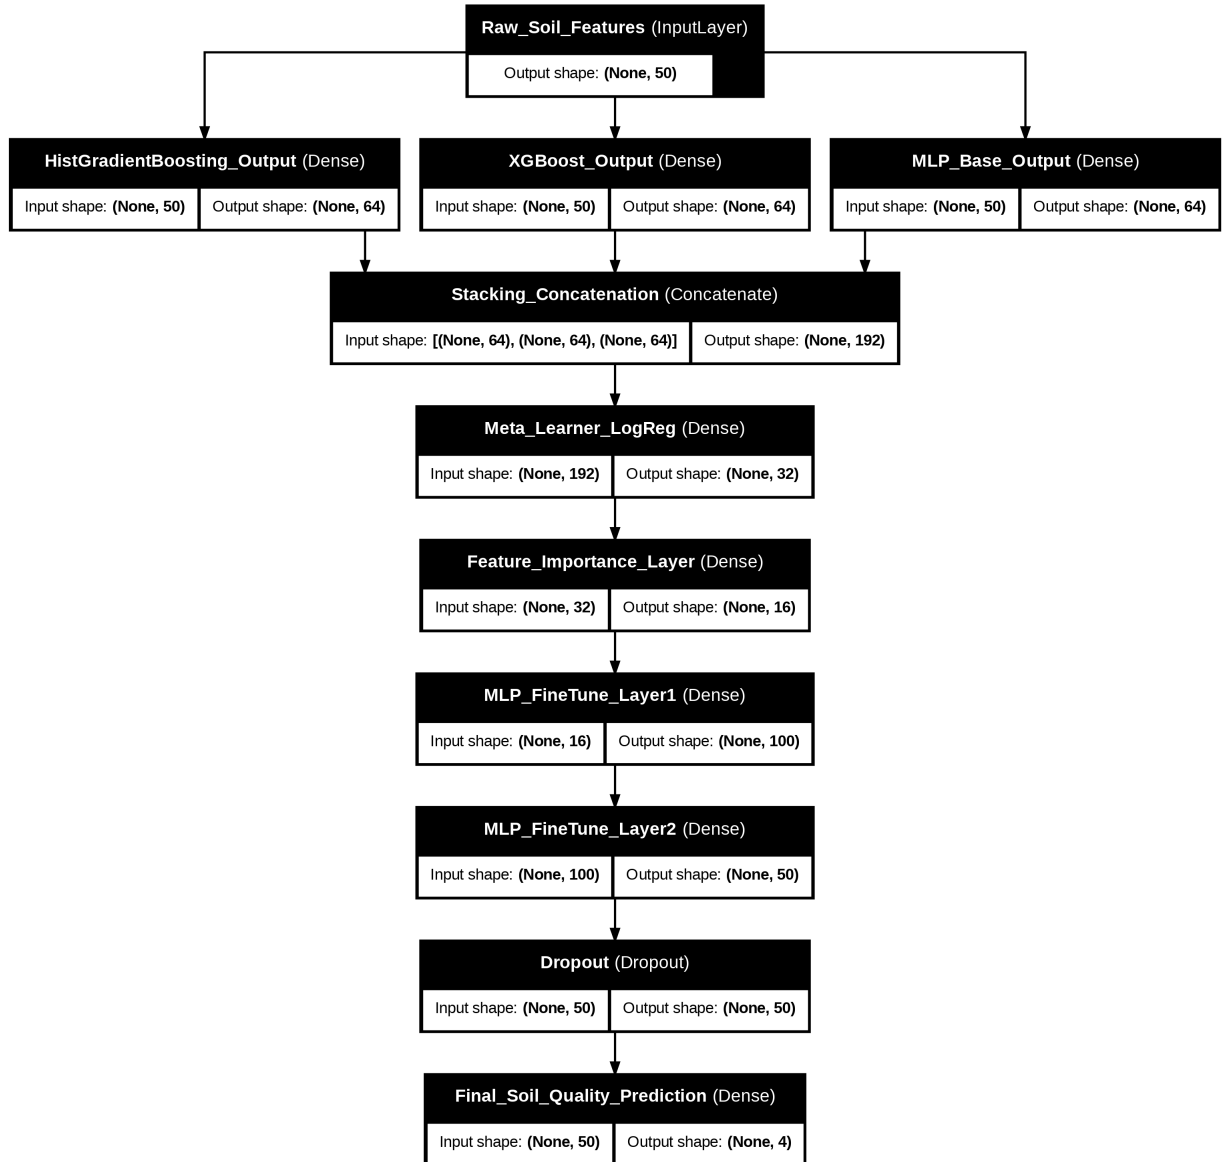 Raw_Soil_Features (InputLayer)
Output shape: (None, 50)
HistGradientBoosting_Output (Dense)
Input shape: (None, 50) Output shape: (None, 64)
XGBoost_Output (Dense)
Input shape: (None, 50) Output shape: (None, 64)
MLP_Base_Output (Dense)
Input shape: (None, 50) Output shape: (None, 64)
Stacking_Concatenation (Concatenate)
Input shape: [(None, 64), (None, 64), (None, 64)] Output shape: (None, 192)
Meta_Learner_LogReg (Dense)
Input shape: (None, 192) Output shape: (None, 32)
Feature_Importance_Layer (Dense)
Input shape: (None, 32) Output shape: (None, 16)
MLP_FineTune_Layer1 (Dense)
Input shape: (None, 16) Output shape: (None, 100)
MLP_FineTune_Layer2 (Dense)
Input shape: (None, 100) Output shape: (None, 50)
Dropout (Dropout)
Input shape: (None, 50) Output shape: (None, 50)
Final_Soil_Quality_Prediction (Dense)
Input shape: (None, 50) Output shape: (None, 4)